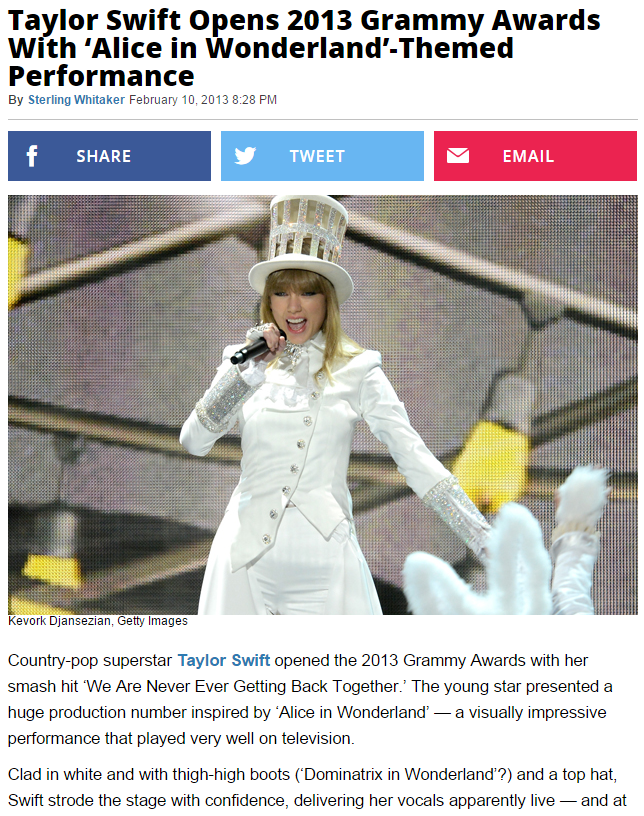 Taylor Swift Opens 2013 Grammy Awards
With ‘Alice in Wonderland’-Themed
Performance
By Sterling Whitaker February 10, 2013 8:28 PM
SHARE
TWEET
EMAIL
Kevork Djansezian, Getty Images
Country-pop superstar Taylor Swift opened the 2013 Grammy Awards with her
smash hit ‘We Are Never Ever Getting Back Together.’ The young star presented a
huge production number inspired by ‘Alice in Wonderland’ — a visually impressive
performance that played very well on television.
Clad in white and with thigh-high boots (‘Dominatrix in Wonderland’?) and a top hat,
Swift strode the stage with confidence, delivering her vocals apparently live — and at